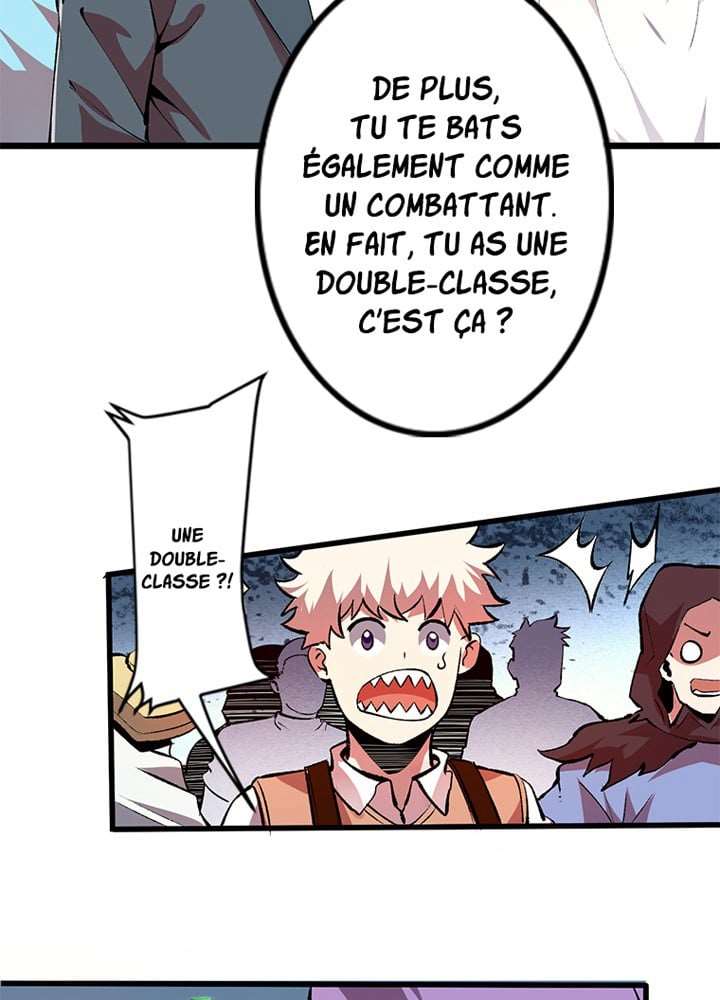 DE PLUS,
TU TE BATS
ÉGALEMENT COMME
UN COMBATTANT.
EN FAIT, TU AS UNE
DOUBLE-CLASSE,
C'EST ÇA ?
UNE
DOUBLE-
CLASSE ?!